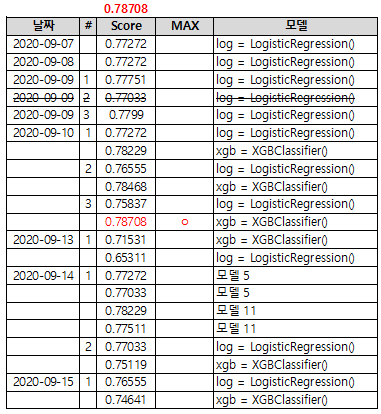 0.78708
날짜 # Score MAX 모델
2020-09-07 0.77272 log = LogisticRegression()
2020-09-08 0.77272 log = LogisticRegression()
2020-09-09 1 0.77751 log = LogisticRegression()
2020-09-09 2 0.77033 log = LogisticRegression()
2020-09-09 3 0.7799 log = LogisticRegression()
2020-09-10 1 0.77272 log = LogisticRegression()
0.78229 xgb = XGBClassifier()
2 0.76555 log = LogisticRegression()
0.78468 xgb = XGBClassifier()
3 0.75837 log = LogisticRegression()
0.78708 ㅇ xgb = XGBClassifier()
2020-09-13 1 0.71531 xgb = XGBClassifier()
0.65311 log = LogisticRegression()
2020-09-14 1 0.77272 모델 5
0.77033 모델 5
0.78229 모델 11
0.77511 모델 11
2 0.77033 log = LogisticRegression()
0.75119 xgb = XGBClassifier()
2020-09-15 1 0.76555 log = LogisticRegression()
0.74641 xgb = XGBClassifier()